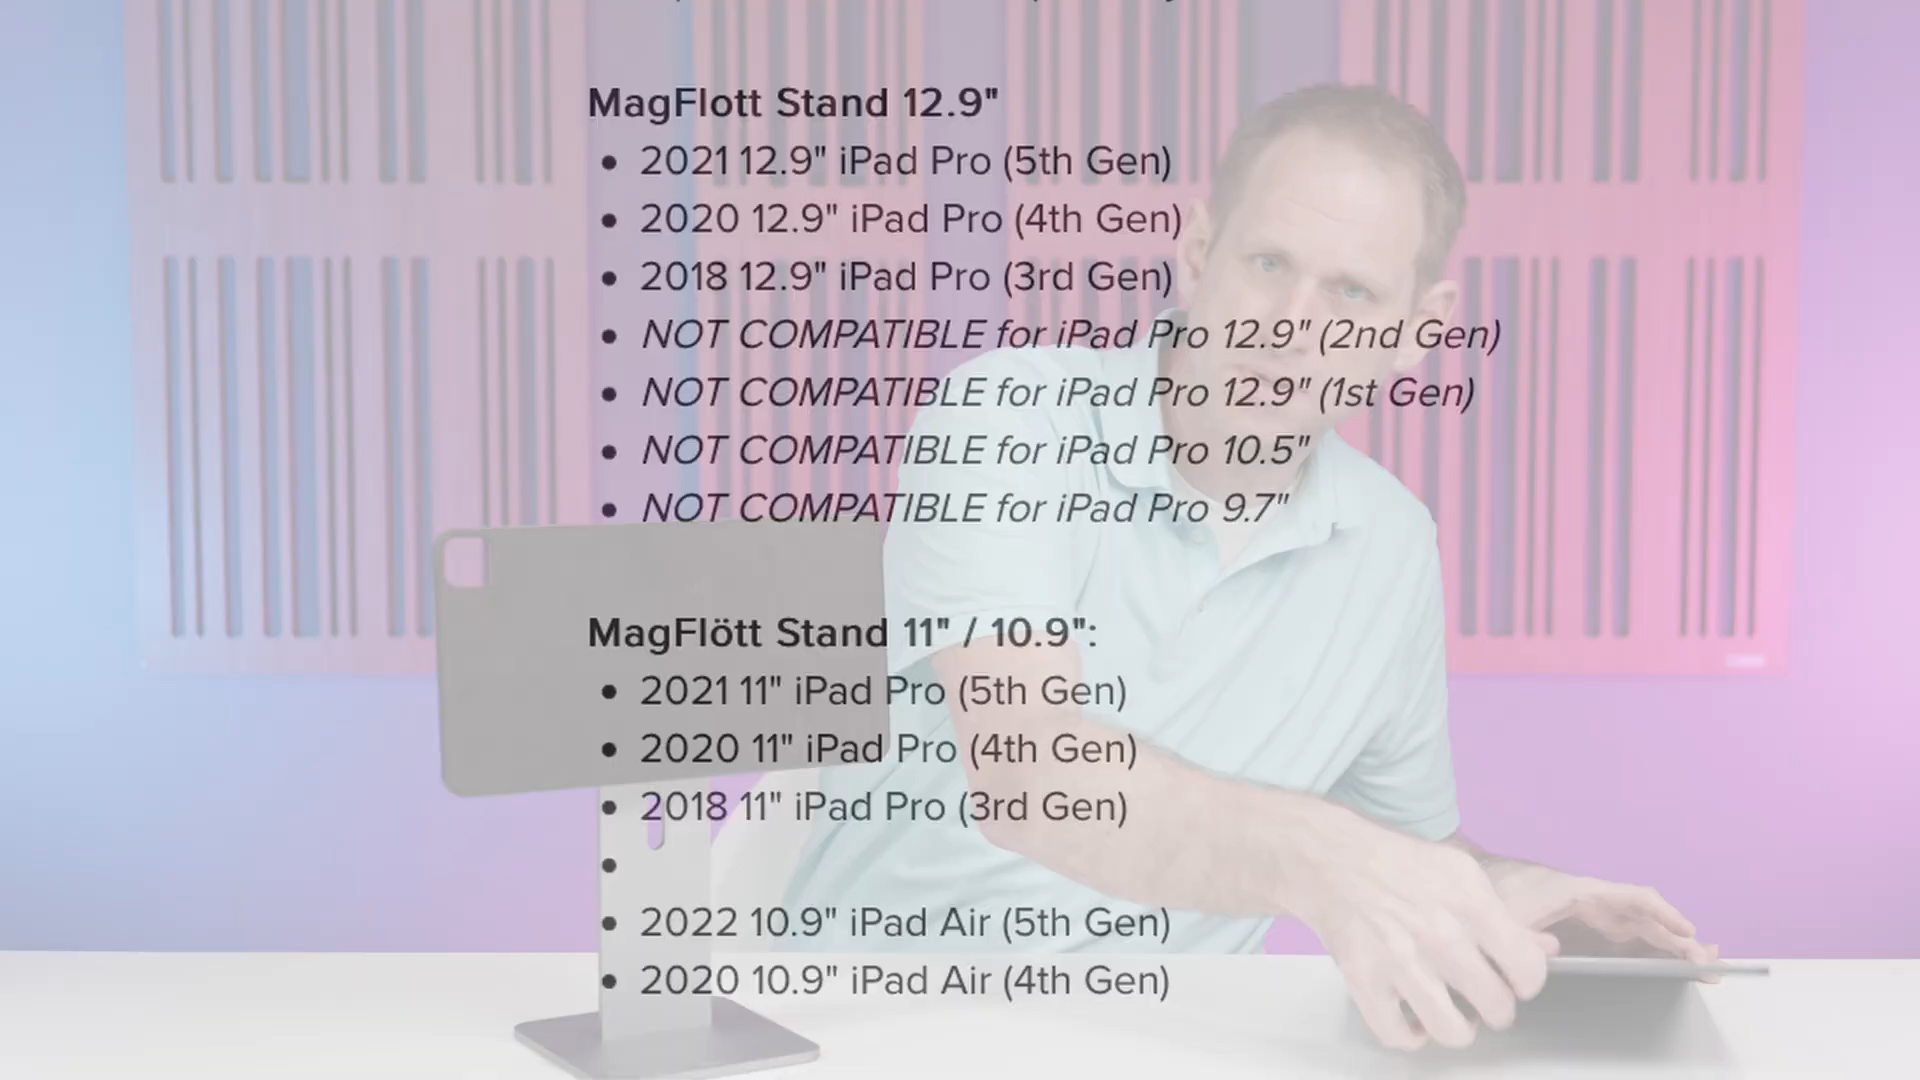 MagFlott Stand 12.9"
• 2021 12.9" iPad Pro (5th Gen)
• 2020 12.9" iPad Pro (4th Gen)
• 2018 12.9" iPad Pro (3rd Gen)
• NOT COMPATIBLE for iPad Pro 12.9" (2nd Gen)
• NOT COMPATIBLE for iPad Pro 12.9" (1st Gen)
• NOT COMPATIBLE for iPad Pro 10.5"
• NOT COMPATIBLE for iPad Pro 9.7"
MagFlött Stand 11" / 10.9":
• 2021 11" iPad Pro (5th Gen)
• 2020 11" iPad Pro (4th Gen)
• 2018 11" iPad Pro (3rd Gen)
•
• 2022 10.9" iPad Air (5th Gen)
• 2020 10.9" iPad Air (4th Gen)